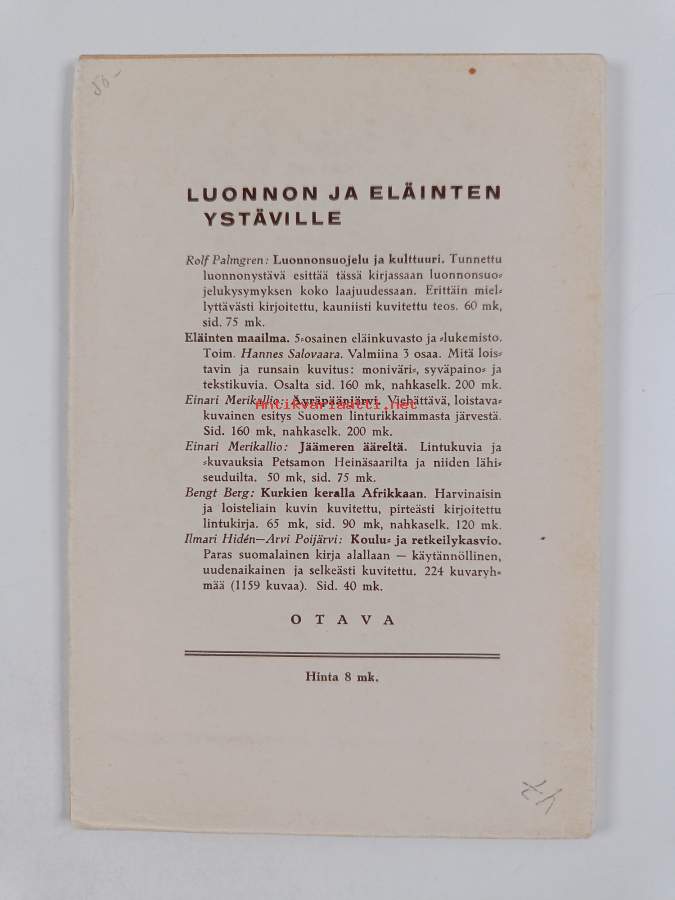 50-
LUONNON JA ELÄINTEN
YSTÄVILLE
Rolf Palmgren: Luonnonsuojelu ja kulttuuri. Tunnettu
luonnonystävä esittää tässä kirjassaan luonnonsuo-
jelukysymyksen koko laajuudessaan. Erittäin miel-
lyttävästi kirjoitettu, kauniisti kuvitettu teos. 60 mk,
sid. 75 mk.
Eläinten maailma. 5-osainen eläinkuvasto ja -lukemisto.
Toim. Hannes Salovaara. Valmiina 3 osaa. Mitä lois-
tavin ja runsain kuvitus: moniväri-, syväpaino- ja
tekstikuvia. Osalta sid. 160 mk, nahkaselk. 200 mk.
Einari Merikallio: Äyräpäänjärvi. Viehättävä, loistava-
Antikvariaatti.net
kuvainen esitys Suomen linturikkaimmasta järvestä.
Sid. 160 mk, nahkaselk. 200 mk.
Einari Merikallio: Jäämeren ääreltä. Lintukuvia ja
-kuvauksia Petsamon Heinäsaarilta ja niiden lähi-
seuduilta. 50 mk, sid. 75 mk.
Bengt Berg: Kurkien keralla Afrikkaan. Harvinaisin
ja loisteliain kuvin kuvitettu, pirteästi kirjoitettu
lintukirja. 65 mk, sid. 90 mk, nahkaselk. 120 mk.
Ilmari Hidén—Arvi Poijärvi: Koulu- ja retkeilykasvio.
Paras suomalainen kirja alallaan — käytännöllinen,
uudenaikainen ja selkeästi kuvitettu. 224 kuvaryh-
mää (1159 kuvaa). Sid. 40 mk.
OTAVA
Hinta 8 mk.